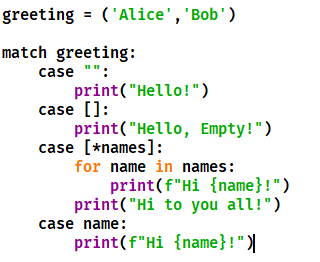 greeting = ('Alice','Bob')

match greeting:
    case "":
        print("Hello!")
    case []:
        print("Hello, Empty!")
    case [*names]:
        for name in names:
            print(f"Hi {name}!")
        print("Hi to you all!")
    case name:
        print(f"Hi {name}!")